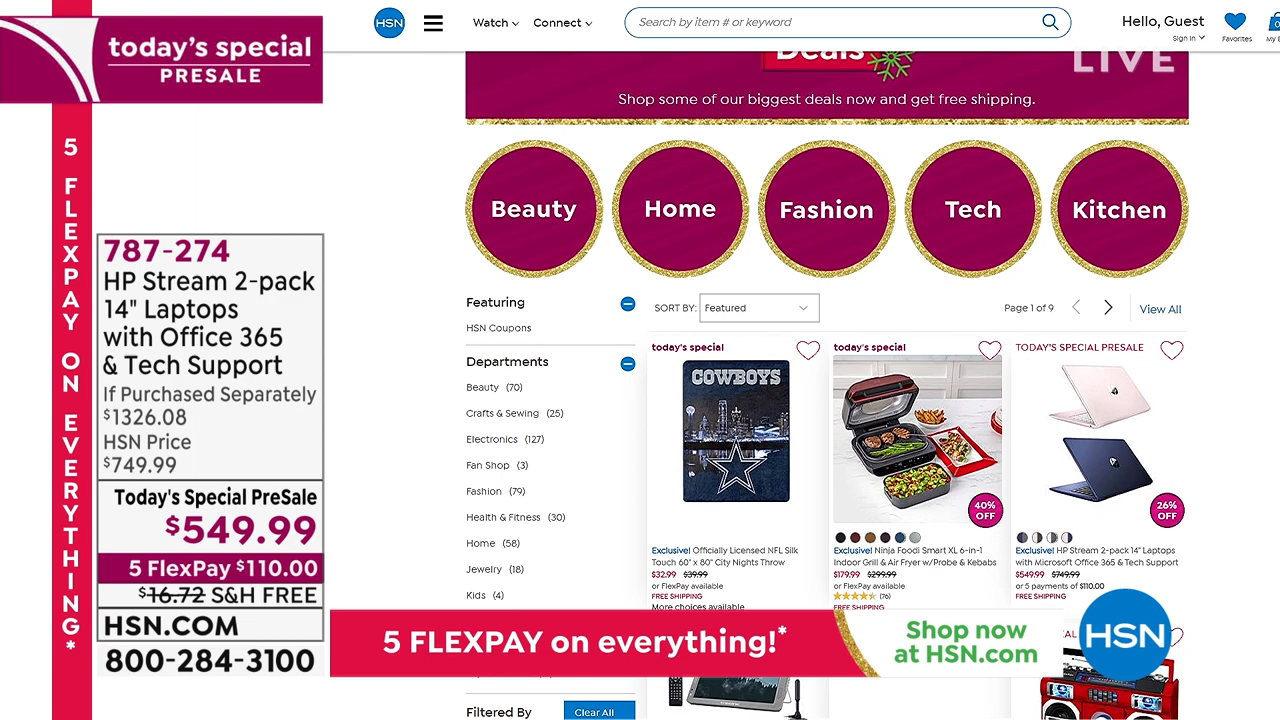 HSN
Watch
Connect
Search by item # or keyword
Hello, Guest
Sign In
Favorites
0
today's special
PRESALE
5 FLEXPAY ON EVERYTHING*
787-274
HP Stream 2-pack
14" Laptops
with Office 365
& Tech Support
If Purchased Separately
$1326.08
HSN Price
$749.99
Today's Special PreSale
$549.99
5 FlexPay $110.00
$16.72 S&H FREE
HSN.COM
800-284-3100
Deals
LIVE
Shop some of our biggest deals now and get free shipping.
Beauty
Home
Fashion
Tech
Kitchen
Featuring
HSN Coupons
Departments
Beauty (70)
Crafts & Sewing (25)
Electronics (127)
Fan Shop (3)
Fashion (79)
Health & Fitness (30)
Home (58)
Jewelry (18)
Kids (4)
Filtered By
Clear All
SORT BY: Featured
Page 1 of 9
View All
today's special
COWBOYS
Exclusive! Officially Licensed NFL Silk
Touch 60" x 80" City Nights Throw
$32.99 $39.99
or FlexPay available
FREE SHIPPING
More choices available
today's special
40%
OFF
Exclusive! Ninja Foodi Smart XL 6-in-1
Indoor Grill & Air Fryer w/Probe & Kebabs
$179.99 $299.99
or FlexPay available
(76)
FREE SHIPPING
TODAY'S SPECIAL PRESALE
26%
OFF
Exclusive! HP Stream 2-pack 14" Laptops
with Microsoft Office 365 & Tech Support
$549.99 $749.99
or 5 payments of $110.00
FREE SHIPPING
5 FLEXPAY on everything!*
Shop now
at HSN.com
HSN